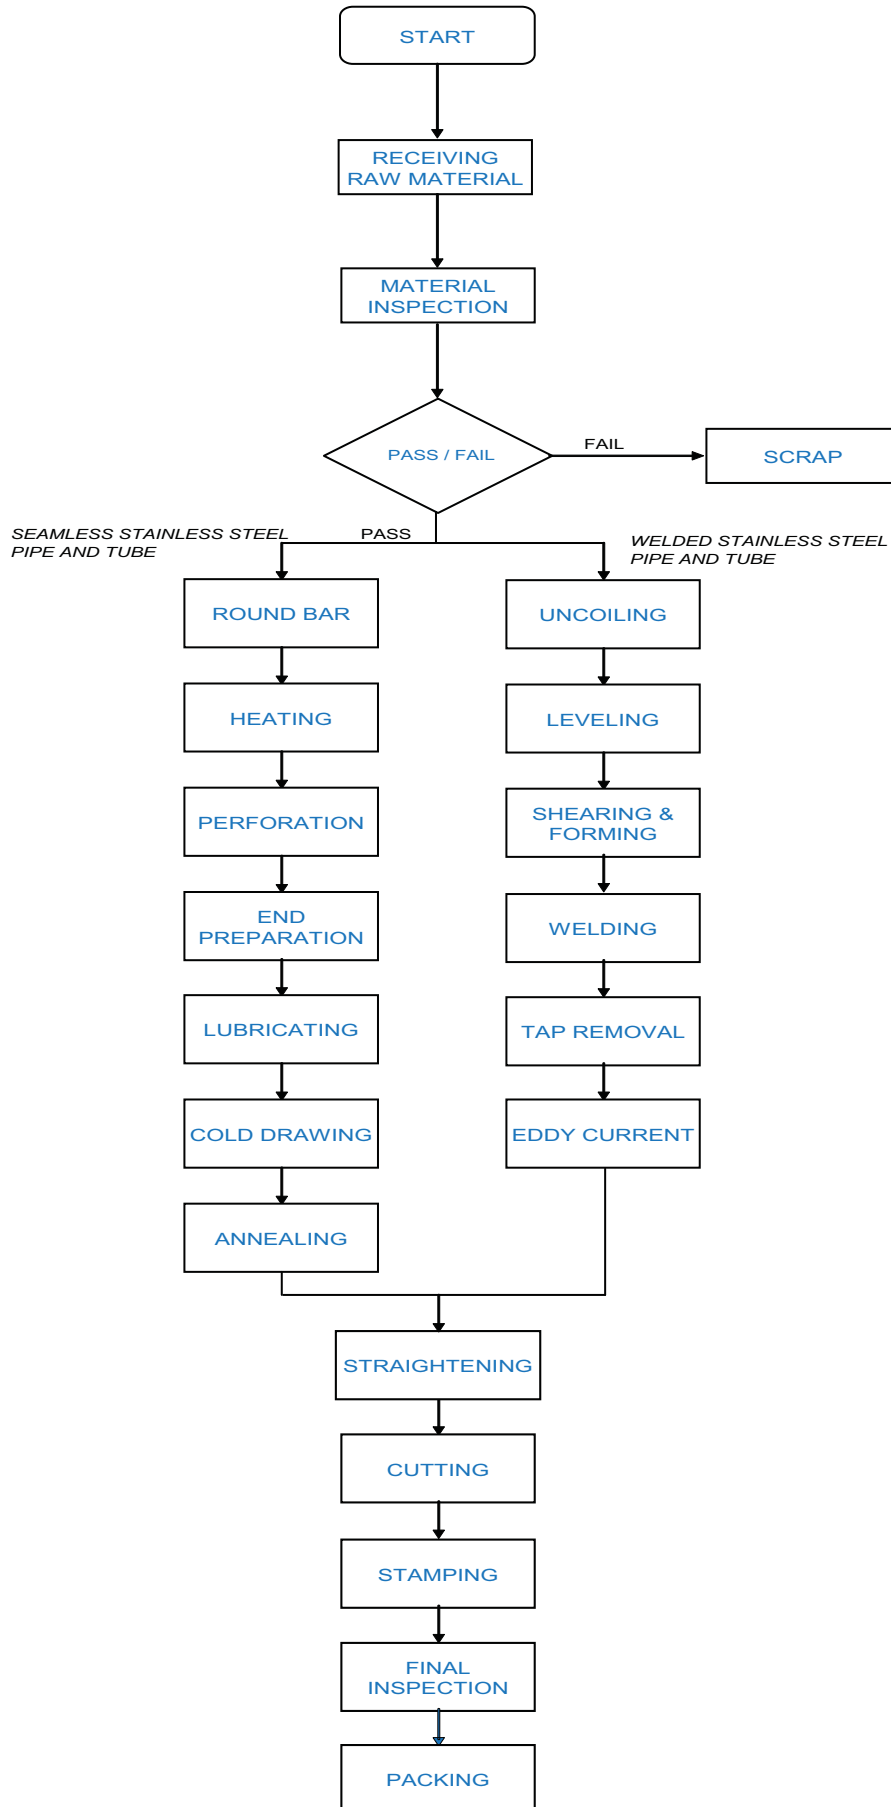 START
RECEIVING
RAW MATERIAL
MATERIAL
INSPECTION
PASS / FAIL
FAIL
SCRAP
SEAMLESS STAINLESS STEEL
PIPE AND TUBE
PASS
WELDED STAINLESS STEEL
PIPE AND TUBE
ROUND BAR
HEATING
PERFORATION
END
PREPARATION
LUBRICATING
COLD DRAWING
ANNEALING
UNCOILING
LEVELING
SHEARING &
FORMING
WELDING
TAP REMOVAL
EDDY CURRENT
STRAIGHTENING
CUTTING
STAMPING
FINAL
INSPECTION
PACKING